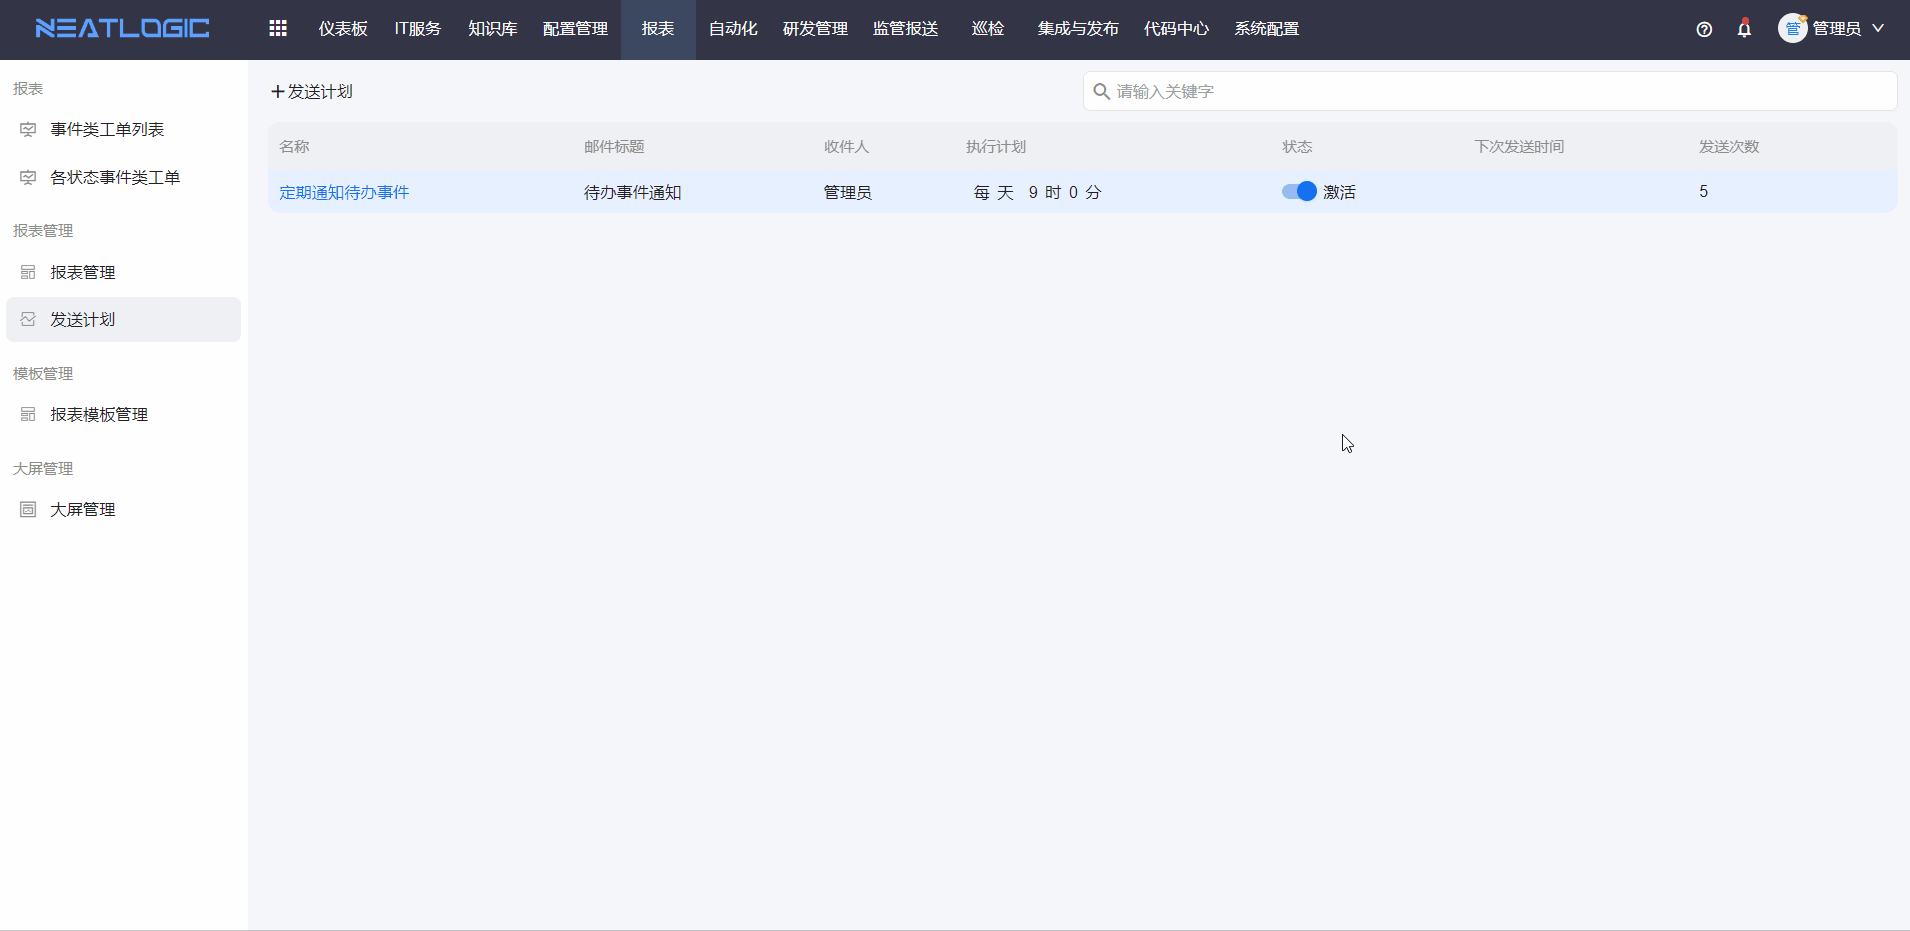 NEATLOGIC 仪表板 IT服务 知识库 配置管理 报表 自动化 研发管理 监管报送 巡检 集成与发布 代码中心 系统配置 管 管理员
报表
事件类工单列表
各状态事件类工单
报表管理
报表管理
发送计划
模板管理
报表模板管理
大屏管理
大屏管理
发送计划 请输入关键字
名称 邮件标题 收件人 执行计划 状态 下次发送时间 发送次数
定期通知待办事件 待办事件通知 管理员 每 天 9 时 0 分 激活 5